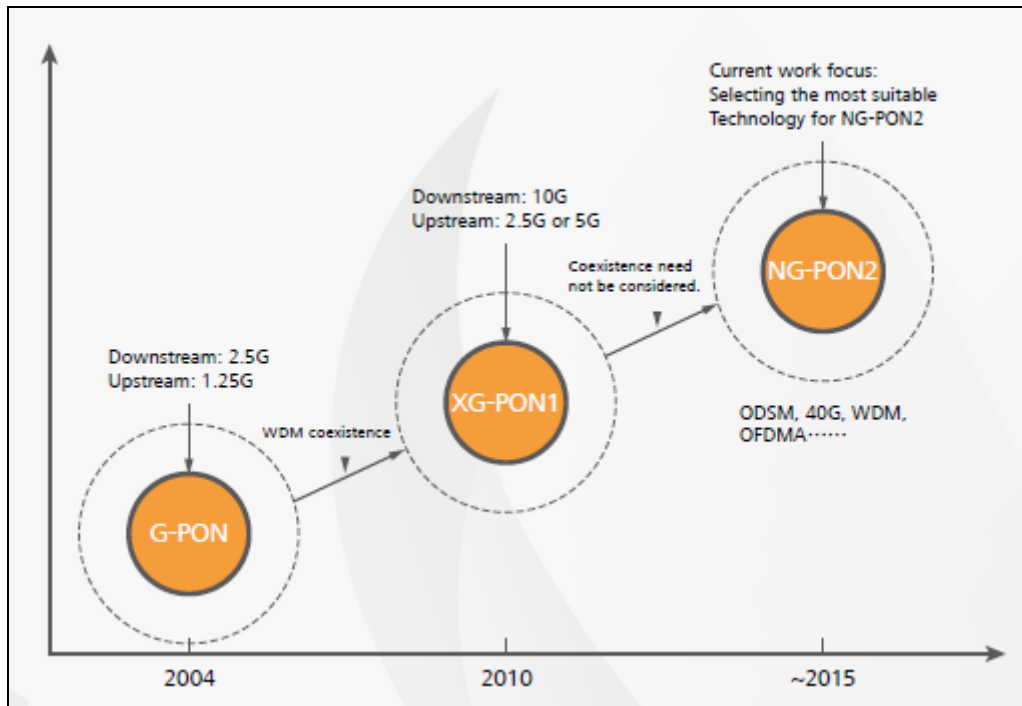 Current work focus:
Selecting the most suitable
Technology for NG-PON2
Downstream: 10G
Upstream: 2.5G or 5G
NG-PON2
Coexistence need
not be considered.
Downstream: 2.5G
Upstream: 1.25G
XG-PON1
ODSM, 40G, WDM,
OFDMA······
WDM coexistence
G-PON
2004
2010
~2015